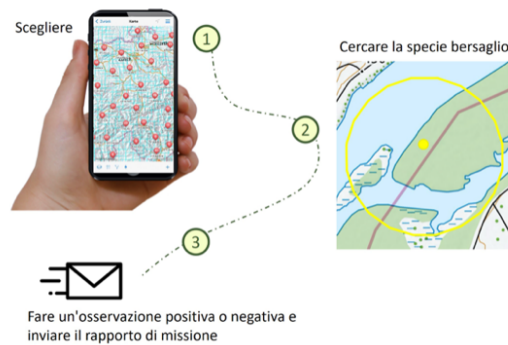 Scegliere
1
Cercare la specie bersaglio
2
3
Fare un'osservazione positiva o negativa e
inviare il rapporto di missione